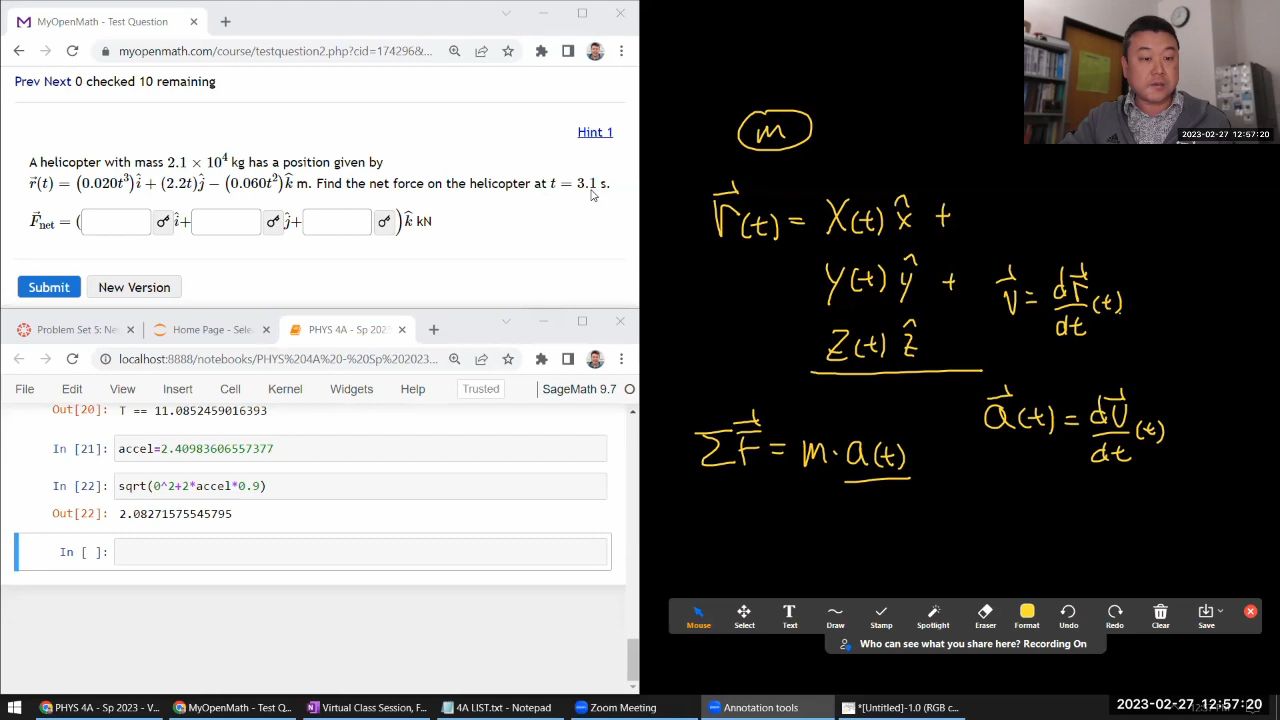 MyOpenMath - Test Question
myopenmath.com/course/testquestion2.php?cid=174296&...
Prev Next 0 checked 10 remaining
Hint 1
A helicopter with mass 2.1 × 10⁴ kg has a position given by
r⃗(t) = (0.020t³)î + (2.2t)ĵ − (0.060t²)k̂ m. Find the net force on the helicopter at t = 3.1 s.
F⃗net = ( î+ ĵ+ )k̂ kN
Submit New Version
Problem Set 5: Ne Home Page - Sele PHYS 4A - Sp 202
localhost:8888/notebooks/PHYS%204A%20-%20Sp%202023...
File Edit View Insert Cell Kernel Widgets Help Trusted SageMath 9.7
Out[20]: T == 11.0852459016393
In [21]: accel=2.40983606557377
In [22]: sqrt(0^2+2*accel*0.9)
Out[22]: 2.08271575545795
In [ ]:
m
r⃗(t) = X(t) x̂ +
Y(t) ŷ +
Z(t) ẑ
v⃗ = dr⃗/dt (t)
a⃗(t) = dv⃗/dt (t)
ΣF⃗ = m · a(t)
2023-02-27 12:57:20
Mouse Select Text Draw Stamp Spotlight Eraser Format Undo Redo Clear Save
Who can see what you share here? Recording On
PHYS 4A - Sp 2023 - V... MyOpenMath - Test Q... Virtual Class Session, F... 4A LIST.txt - Notepad Zoom Meeting Annotation tools *[Untitled]-1.0 (RGB c...
2023-02-27 12:57:20